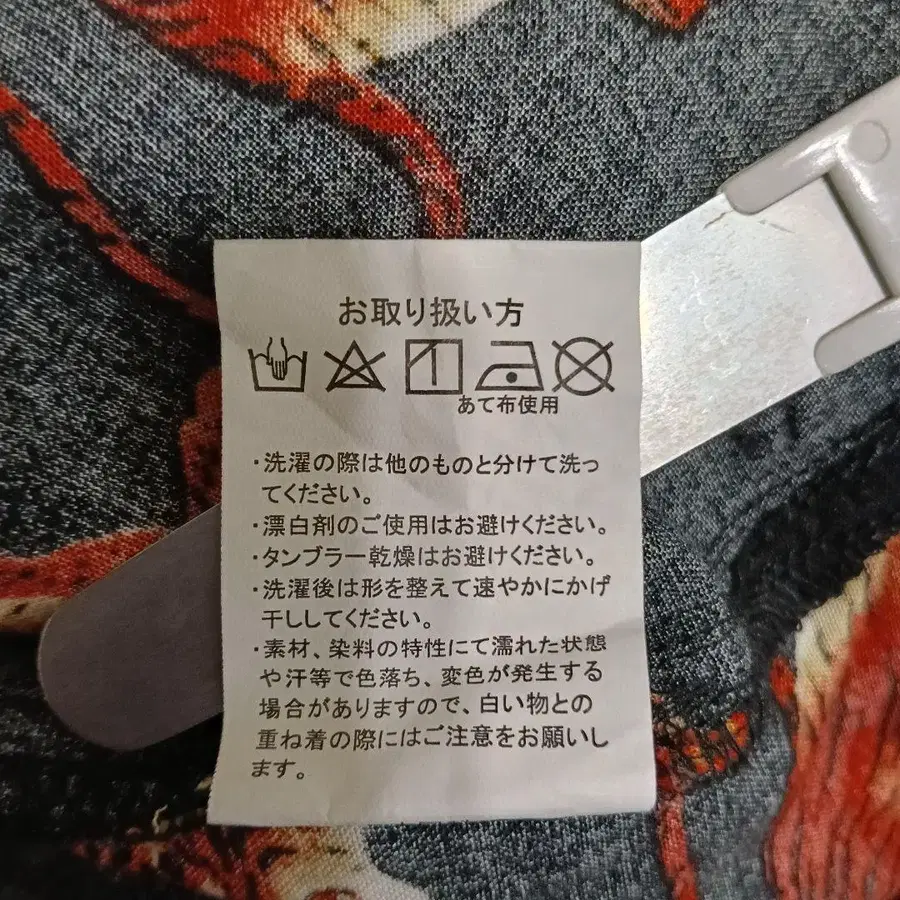 お取り扱い方
あて布使用
・洗濯の際は他のものと分けて洗っ
てください。
・漂白剤のご使用はお避けください。
・タンブラー乾燥はお避けください。
・洗濯後は形を整えて速やかにかげ
干ししてください。
・素材、染料の特性にて濡れた状態
や汗等で色落ち、変色が発生する
場合がありますので、白い物との
重ね着の際にはご注意をお願いし
ます。